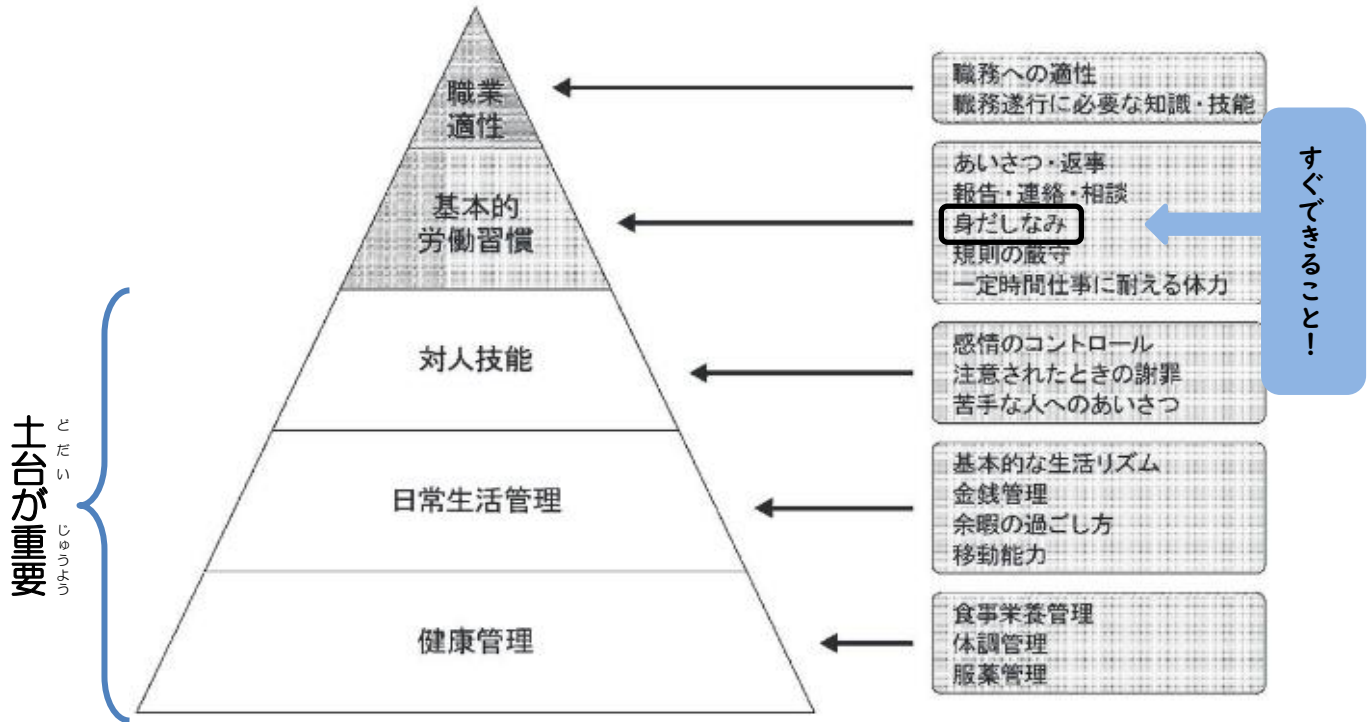 職業
適性
職務への適性
職務遂行に必要な知識・技能
基本的
労働習慣
あいさつ・返事
報告・連絡・相談
身だしなみ
規則の厳守
一定時間仕事に耐える体力
すぐできること!
対人技能
感情のコントロール
注意されたときの謝罪
苦手な人へのあいさつ
日常生活管理
基本的な生活リズム
金銭管理
余暇の過ごし方
移動能力
健康管理
食事栄養管理
体調管理
服薬管理
土台が重要
どだい
じゅうよう